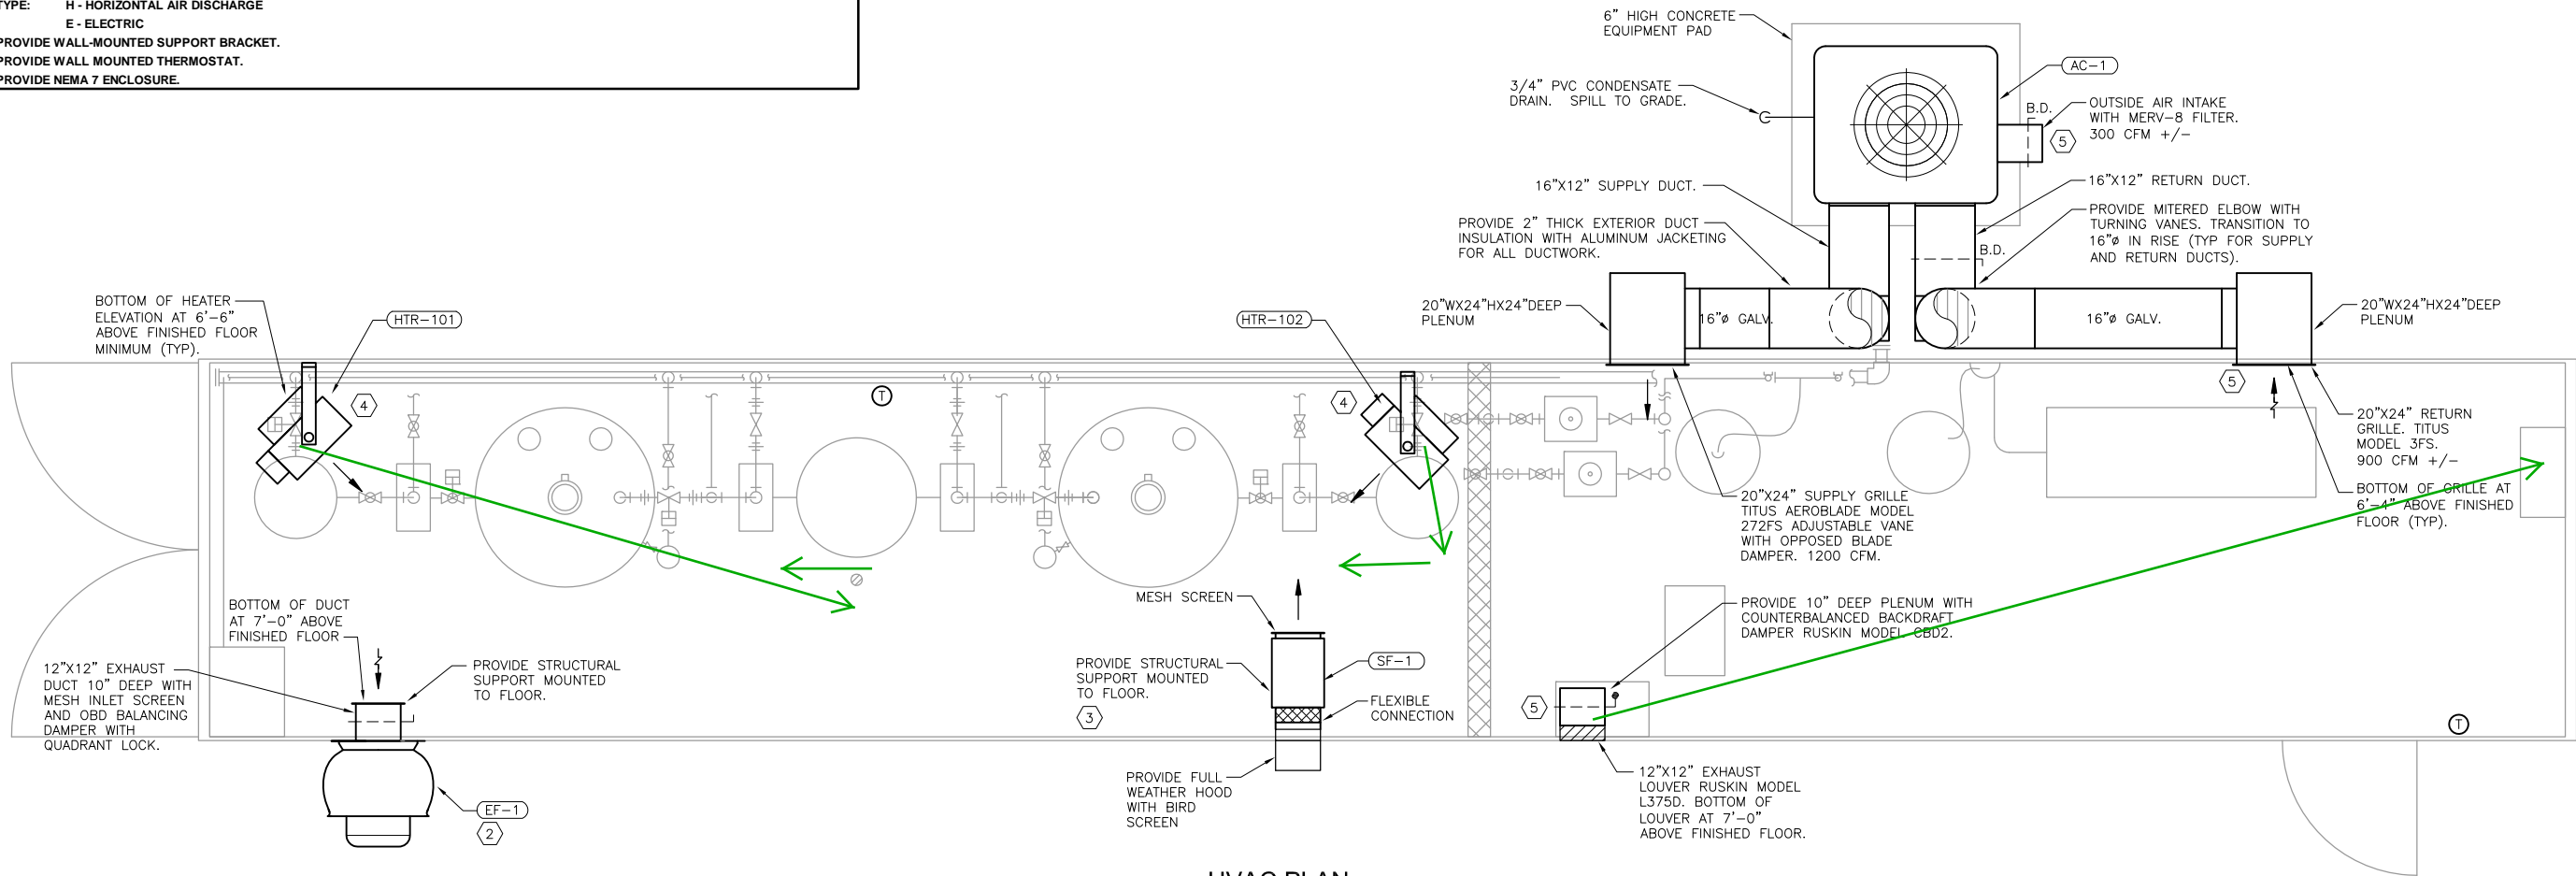 TYPE: H - HORIZONTAL AIR DISCHARGE
E - ELECTRIC
PROVIDE WALL-MOUNTED SUPPORT BRACKET.
PROVIDE WALL MOUNTED THERMOSTAT.
PROVIDE NEMA 7 ENCLOSURE.
6" HIGH CONCRETE
EQUIPMENT PAD
AC-1
3/4" PVC CONDENSATE
DRAIN. SPILL TO GRADE.
B.D.
OUTSIDE AIR INTAKE
WITH MERV-8 FILTER.
300 CFM +/-
5
16"X12" SUPPLY DUCT.
16"X12" RETURN DUCT.
PROVIDE 2" THICK EXTERIOR DUCT
INSULATION WITH ALUMINUM JACKETING
FOR ALL DUCTWORK.
PROVIDE MITERED ELBOW WITH
TURNING VANES. TRANSITION TO
16"ø IN RISE (TYP FOR SUPPLY
AND RETURN DUCTS).
B.D.
BOTTOM OF HEATER
ELEVATION AT 6'-6"
ABOVE FINISHED FLOOR
MINIMUM (TYP).
HTR-101
HTR-102
20"WX24"HX24"DEEP
PLENUM
16"ø GALV.
16"ø GALV.
20"WX24"HX24"DEEP
PLENUM
4
T
4
5
20"X24" RETURN
GRILLE. TITUS
MODEL 3FS.
900 CFM +/-
BOTTOM OF GRILLE AT
6'-4" ABOVE FINISHED
FLOOR (TYP).
20"X24" SUPPLY GRILLE
TITUS AEROBLADE MODEL
272FS ADJUSTABLE VANE
WITH OPPOSED BLADE
DAMPER. 1200 CFM.
BOTTOM OF DUCT
AT 7'-0" ABOVE
FINISHED FLOOR
MESH SCREEN
PROVIDE 10" DEEP PLENUM WITH
COUNTERBALANCED BACKDRAFT
DAMPER RUSKIN MODEL CBD2.
12"X12" EXHAUST
DUCT 10" DEEP WITH
MESH INLET SCREEN
AND OBD BALANCING
DAMPER WITH
QUADRANT LOCK.
PROVIDE STRUCTURAL
SUPPORT MOUNTED
TO FLOOR.
PROVIDE STRUCTURAL
SUPPORT MOUNTED
TO FLOOR.
3
SF-1
FLEXIBLE
CONNECTION
5
T
PROVIDE FULL
WEATHER HOOD
WITH BIRD
SCREEN
12"X12" EXHAUST
LOUVER RUSKIN MODEL
L375D. BOTTOM OF
LOUVER AT 7'-0"
ABOVE FINISHED FLOOR.
EF-1
2
HVAC PLAN